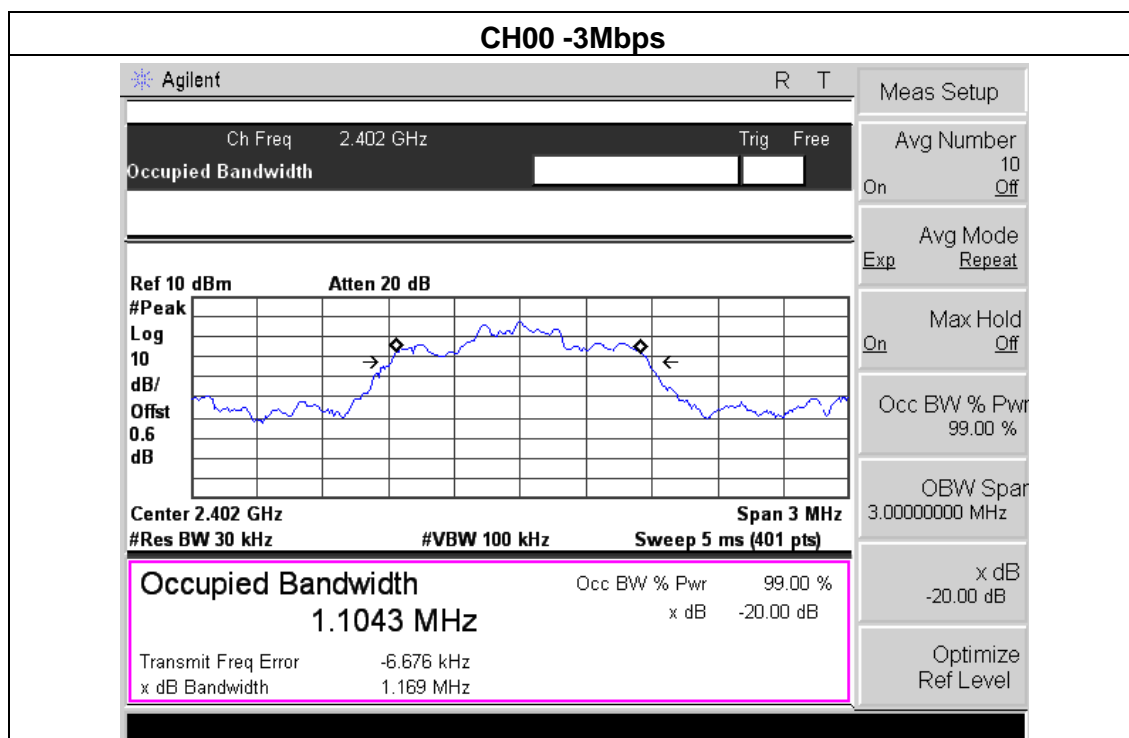 CH00 -3Mbps
Agilent R T
Ch Freq 2.402 GHz Trig Free
Occupied Bandwidth
Ref 10 dBm Atten 20 dB
#Peak
Log
10
dB/
Offst
0.6
dB
Center 2.402 GHz Span 3 MHz
#Res BW 30 kHz #VBW 100 kHz Sweep 5 ms (401 pts)
Occupied Bandwidth
1.1043 MHz
Occ BW % Pwr 99.00 %
x dB -20.00 dB
Transmit Freq Error -6.676 kHz
x dB Bandwidth 1.169 MHz
Meas Setup
Avg Number
10
On Off
Avg Mode
Exp Repeat
Max Hold
On Off
Occ BW % Pwr
99.00 %
OBW Span
3.00000000 MHz
x dB
-20.00 dB
Optimize
Ref Level